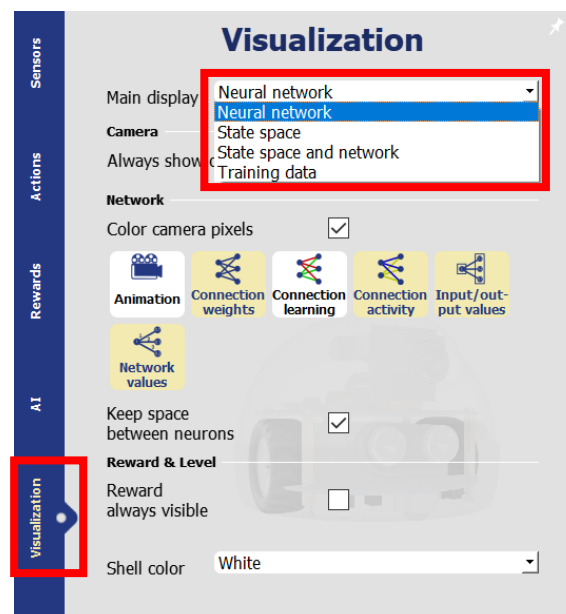 Visualization
Sensors
Actions
Rewards
AI
Visualization
Main display
Neural network
Neural network
State space
State space and network
Training data
Camera
Always show
Network
Color camera pixels
Animation
Connection
weights
Connection
learning
Connection
activity
Input/out-
put values
Network
values
Keep space
between neurons
Reward & Level
Reward
always visible
Shell color
White